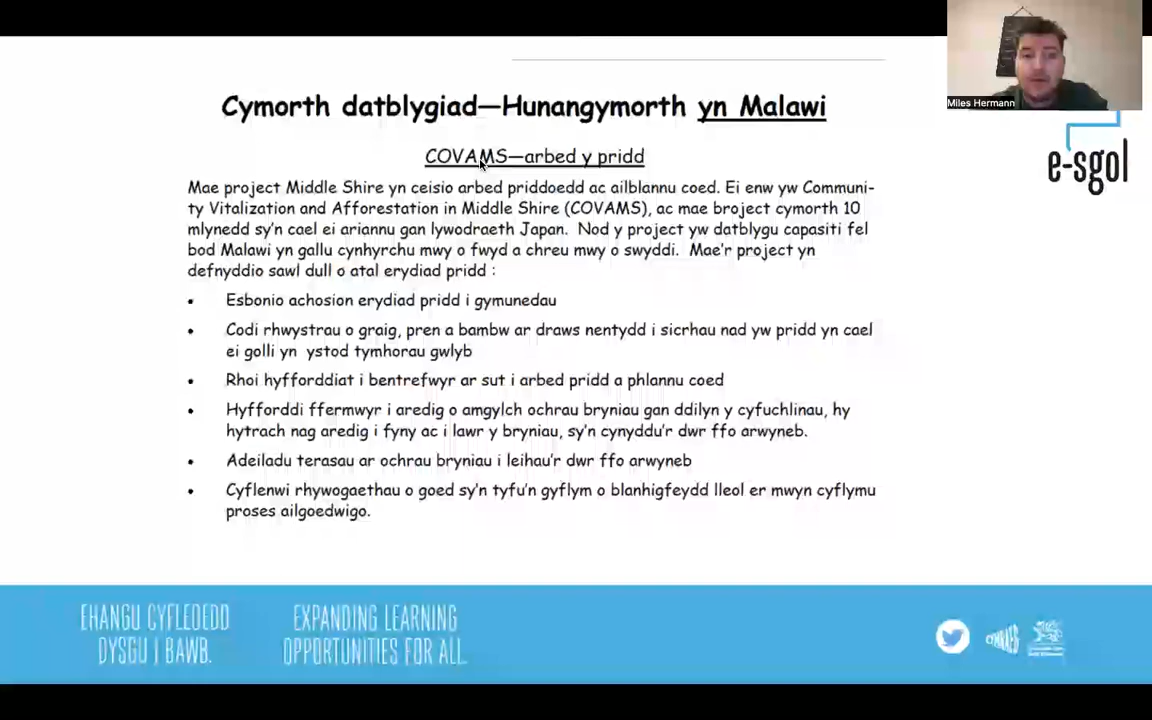 Miles Hermann
e-sgol
Cymorth datblygiad—Hunangymorth yn Malawi
COVAMS—arbed y pridd
Mae project Middle Shire yn ceisio arbed priddoedd ac ailblannu coed. Ei enw yw Communi-
ty Vitalization and Afforestation in Middle Shire (COVAMS), ac mae broject cymorth 10
mlynedd sy'n cael ei ariannu gan lywodraeth Japan. Nod y project yw datblygu capasiti fel
bod Malawi yn gallu cynhyrchu mwy o fwyd a chreu mwy o swyddi. Mae'r project yn
defnyddio sawl dull o atal erydiad pridd :
• Esbonio achosion erydiad pridd i gymunedau
• Codi rhwystrau o graig, pren a bambw ar draws nentydd i sicrhau nad yw pridd yn cael
ei golli yn ystod tymhorau gwlyb
• Rhoi hyfforddiat i bentrefwyr ar sut i arbed pridd a phlannu coed
• Hyfforddi ffermwyr i aredig o amgylch ochrau bryniau gan ddilyn y cyfuchlinau, hy
hytrach nag aredig i fyny ac i lawr y bryniau, sy'n cynyddu'r dwr ffo arwyneb.
• Adeiladu terasau ar ochrau bryniau i leihau'r dwr ffo arwyneb
• Cyflenwi rhywogaethau o goed sy'n tyfu'n gyflym o blanhigfeydd lleol er mwyn cyflymu
proses ailgoedwigo.
EHANGU CYFLEDEDD
DYSGU I BAWB.
EXPANDING LEARNING
OPPORTUNITIES FOR ALL.
CYMRAEG